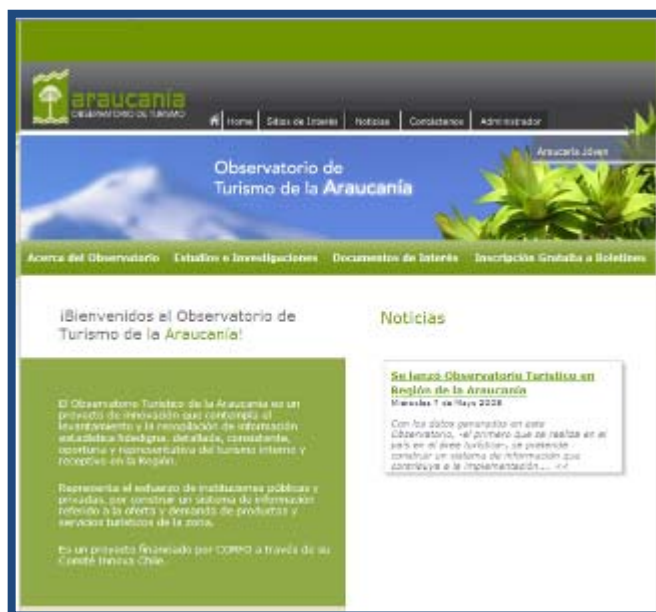 araucanía
OBSERVATORIO DE TURISMO
Home Sitios de Interés Noticias Contáctenos Administrador
Araucaria Jóven
Observatorio de
Turismo de la Araucanía
Acerca del Observatorio Estudios e Investigaciones Documentos de Interés Inscripción Gratuita a Boletines
¡Bienvenidos al Observatorio de
Turismo de la Araucanía!
El Observatorio Turístico de la Araucanía es un
proyecto de innovación que contempla el
levantamiento y la recopilación de información
estadística fidedigna, detallada, consistente,
oportuna y representativa del turismo interno y
receptivo en la Región.
Representa el esfuerzo de instituciones públicas y
privadas, por construir un sistema de información
referido a la oferta y demanda de productos y
servicios turísticos de la zona.
Es un proyecto financiado por CORFO a través de su
Comité Innova Chile.
Noticias
Se lanzó Observatorio Turístico en
Región de la Araucanía
Miércoles 7 de Mayo 2008
Con los datos generados en este
Observatorio, -el primero que se realiza en el
país en el área turística-, se pretende
construir un sistema de información que
contribuya a la implementación ... <<